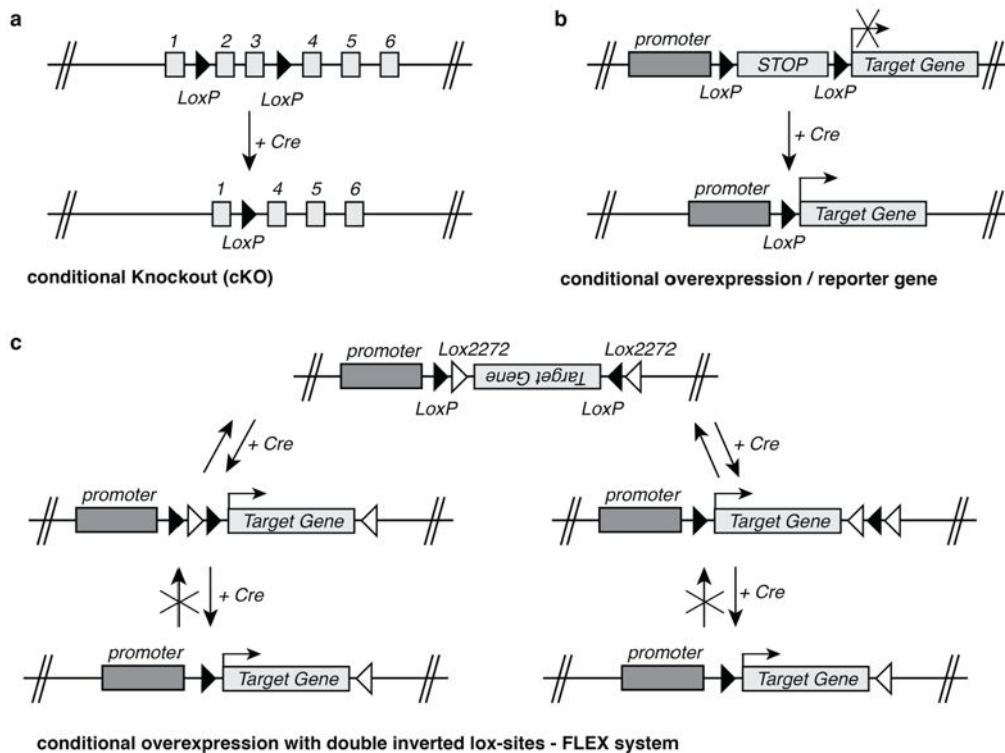 a
1 2 3 4 5 6
LoxP LoxP
+ Cre
1 4 5 6
LoxP
conditional Knockout (cKO)
b
promoter STOP Target Gene
LoxP LoxP
+ Cre
promoter Target Gene
LoxP
conditional overexpression / reporter gene
c
promoter Lox2272 Target Gene Lox2272
LoxP LoxP
+ Cre + Cre
promoter Target Gene
promoter Target Gene
+ Cre + Cre
promoter Target Gene
promoter Target Gene
conditional overexpression with double inverted lox-sites - FLEX system